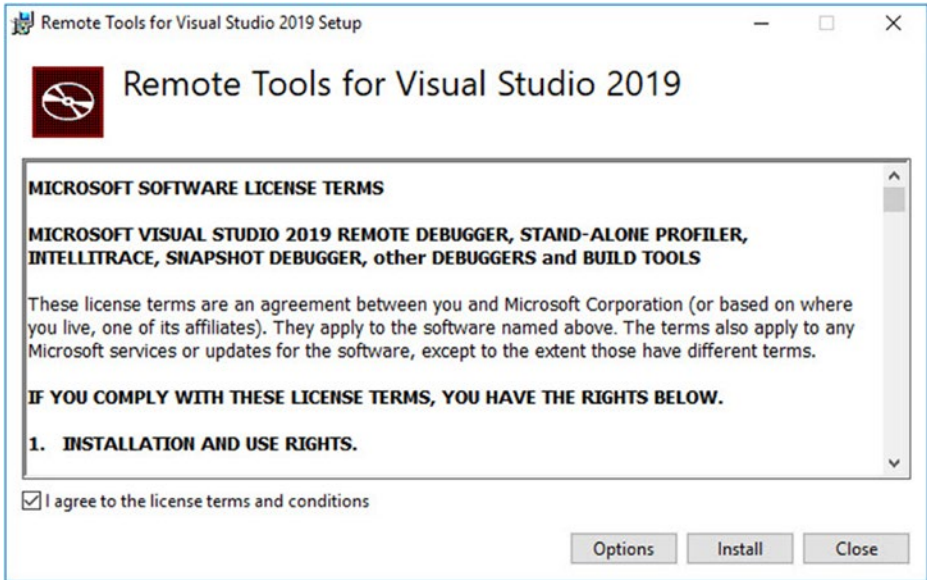 Remote Tools for Visual Studio 2019 Setup
Remote Tools for Visual Studio 2019
MICROSOFT SOFTWARE LICENSE TERMS
MICROSOFT VISUAL STUDIO 2019 REMOTE DEBUGGER, STAND-ALONE PROFILER,
INTELLITRACE, SNAPSHOT DEBUGGER, other DEBUGGERS and BUILD TOOLS
These license terms are an agreement between you and Microsoft Corporation (or based on where
you live, one of its affiliates). They apply to the software named above. The terms also apply to any
Microsoft services or updates for the software, except to the extent those have different terms.
IF YOU COMPLY WITH THESE LICENSE TERMS, YOU HAVE THE RIGHTS BELOW.
1. INSTALLATION AND USE RIGHTS.
I agree to the license terms and conditions
Options Install Close